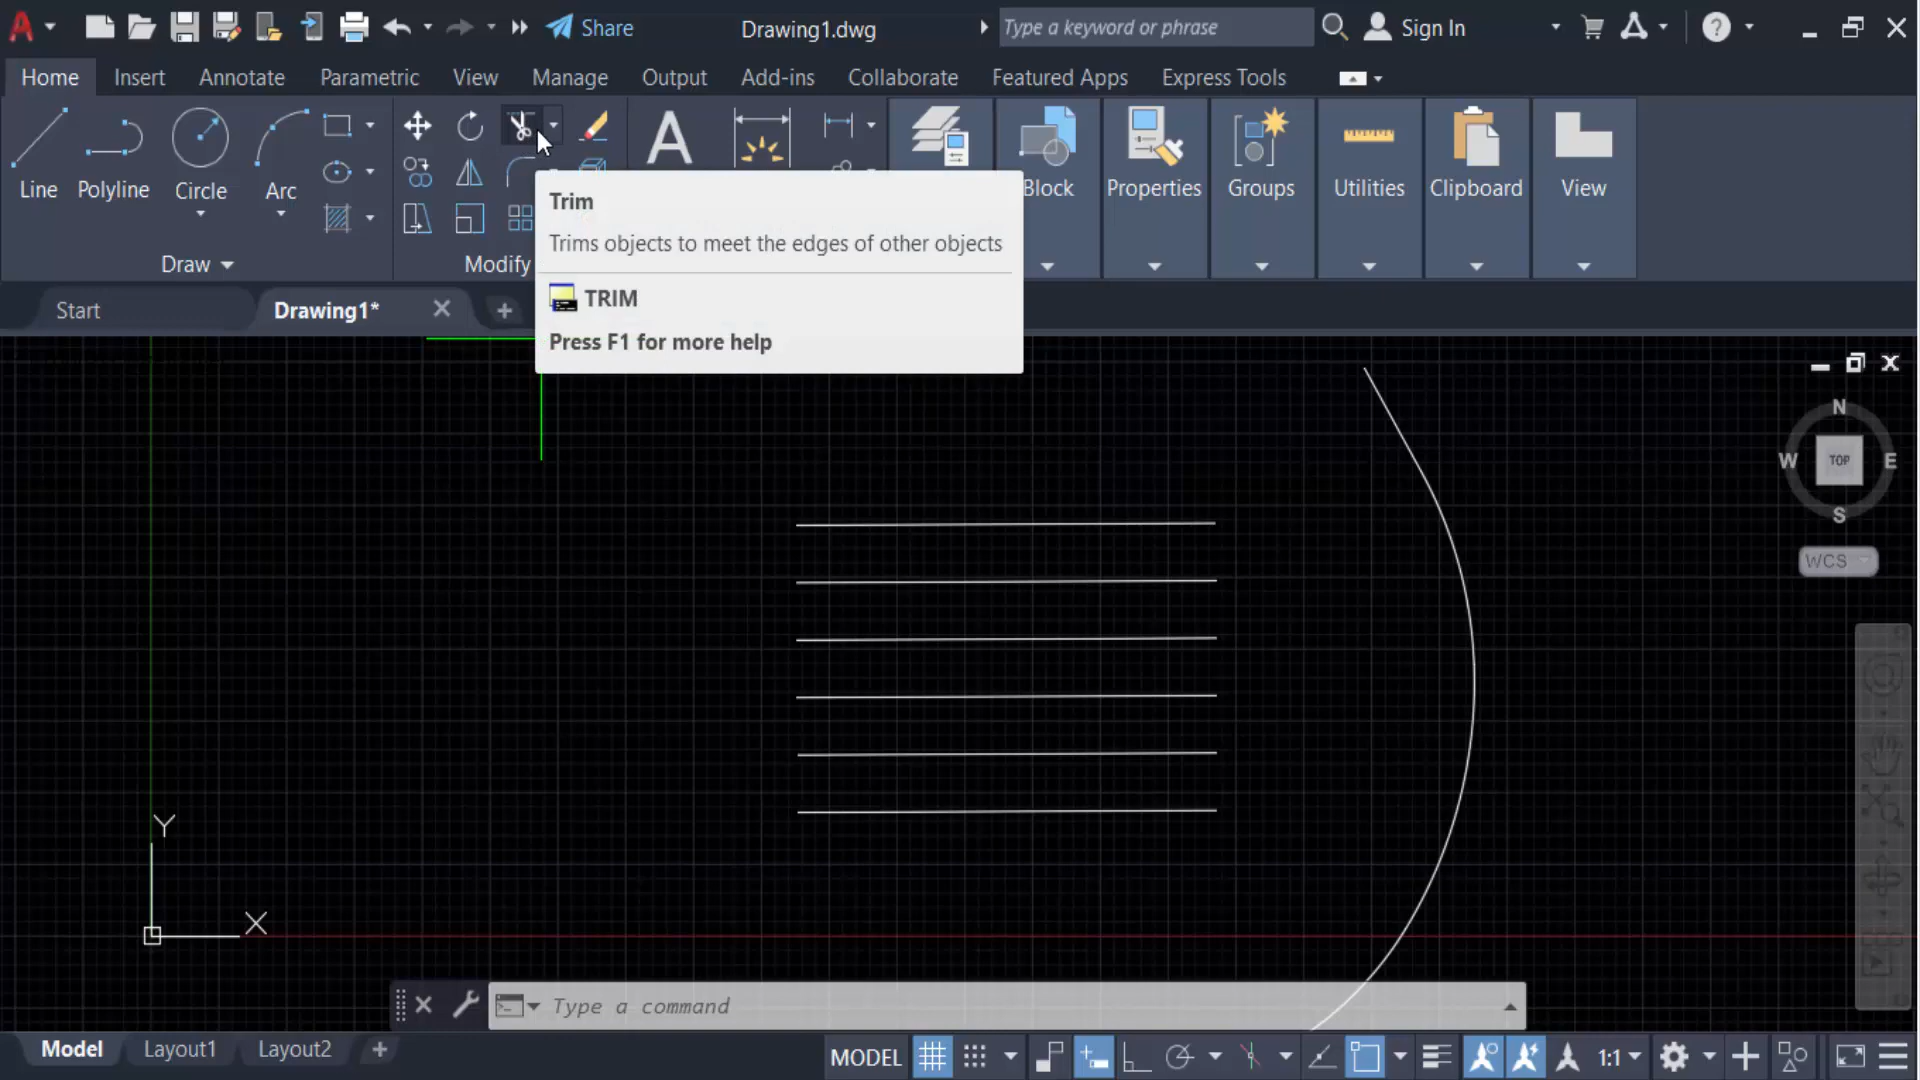 Share
Drawing1.dwg
Type a keyword or phrase
Sign In
Home
Insert
Annotate
Parametric
View
Manage
Output
Add-ins
Collaborate
Featured Apps
Express Tools
Line
Polyline
Circle
Arc
Block
Properties
Groups
Utilities
Clipboard
View
Draw
Modify
Trim
Trims objects to meet the edges of other objects
TRIM
Press F1 for more help
Start
Drawing1*
N
W
TOP
E
S
WCS
Y
X
Type a command
Model
Layout1
Layout2
MODEL
1:1